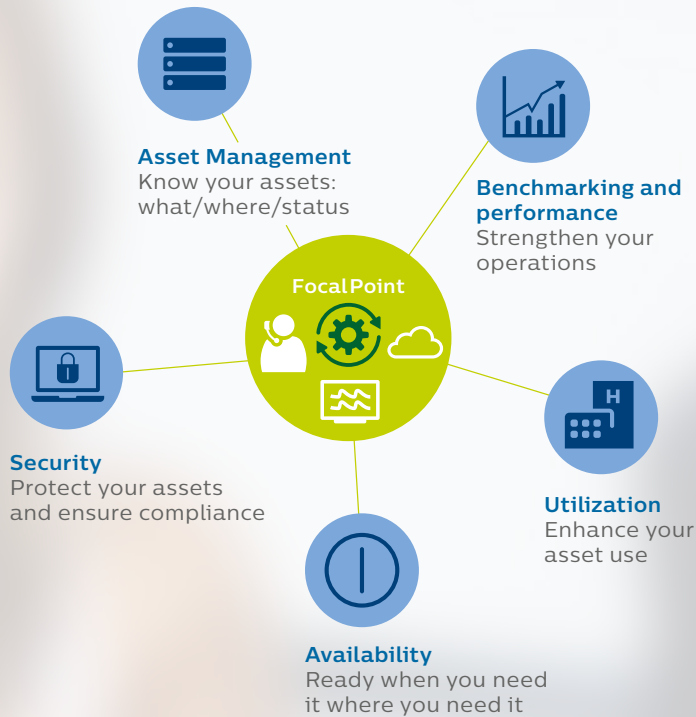 Asset Management
Know your assets:
what/where/status
Benchmarking and
performance
Strengthen your
operations
FocalPoint
H
Security
Protect your assets
and ensure compliance
Utilization
Enhance your
asset use
Availability
Ready when you need
it where you need it